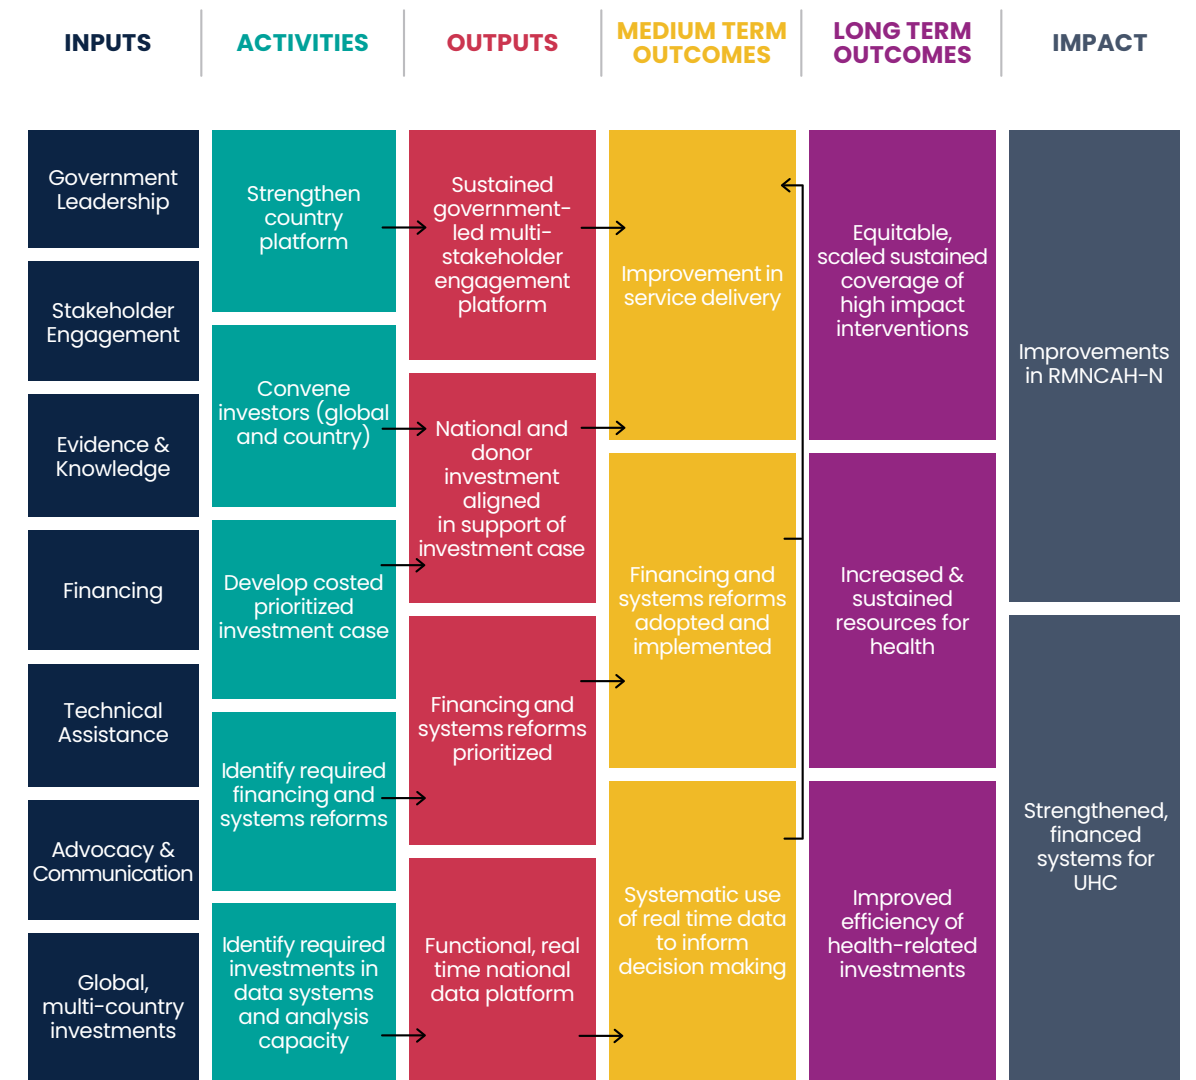 INPUTS
ACTIVITIES
OUTPUTS
MEDIUM TERM
OUTCOMES
LONG TERM
OUTCOMES
IMPACT
Government
Leadership
Stakeholder
Engagement
Evidence &
Knowledge
Financing
Technical
Assistance
Advocacy &
Communication
Global,
multi-country
investments
Strengthen
country
platform
Convene
investors (global
and country)
Develop costed
prioritized
investment case
Identify required
financing and
systems reforms
Identify required
investments in
data systems
and analysis
capacity
Sustained
government-
led multi-
stakeholder
engagement
platform
National and
donor
investment
aligned
in support of
investment case
Financing and
systems reforms
prioritized
Functional, real
time national
data platform
Improvement in
service delivery
Financing and
systems reforms
adopted and
implemented
Systematic use
of real time data
to inform
decision making
Equitable,
scaled sustained
coverage of
high impact
interventions
Increased &
sustained
resources for
health
Improved
efficiency of
health-related
investments
Improvements
in RMNCAH-N
Strengthened,
financed
systems for
UHC